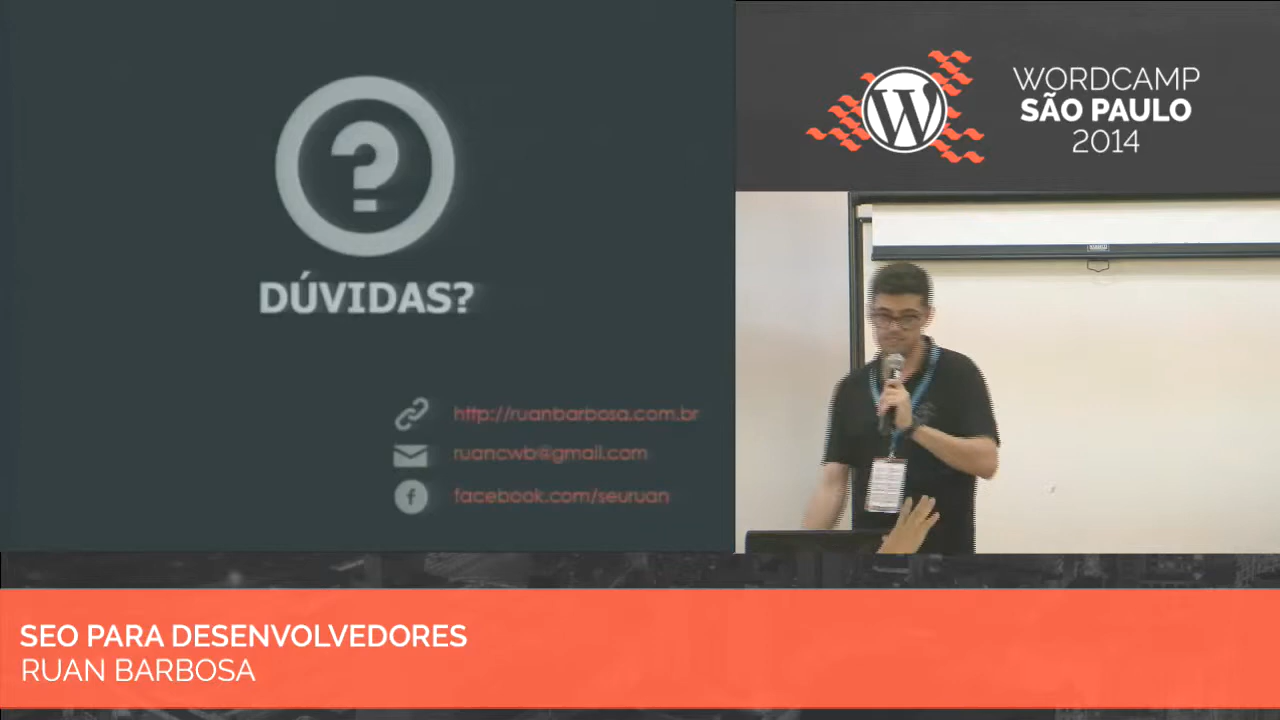 DÚVIDAS?
http://ruanbarbosa.com.br
ruancwb@gmail.com
facebook.com/seuruan
WORDCAMP
SÃO PAULO
2014
SEO PARA DESENVOLVEDORES
RUAN BARBOSA